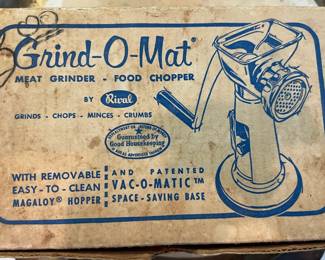 Grind-O-Mat®
MEAT GRINDER - FOOD CHOPPER
BY Rival
GRINDS · CHOPS · MINCES · CRUMBS
Guaranteed by
Good Housekeeping
WITH REMOVABLE
EASY-TO-CLEAN
MAGALOY® HOPPER
AND PATENTED
VAC-O-MATIC™
SPACE-SAVING BASE